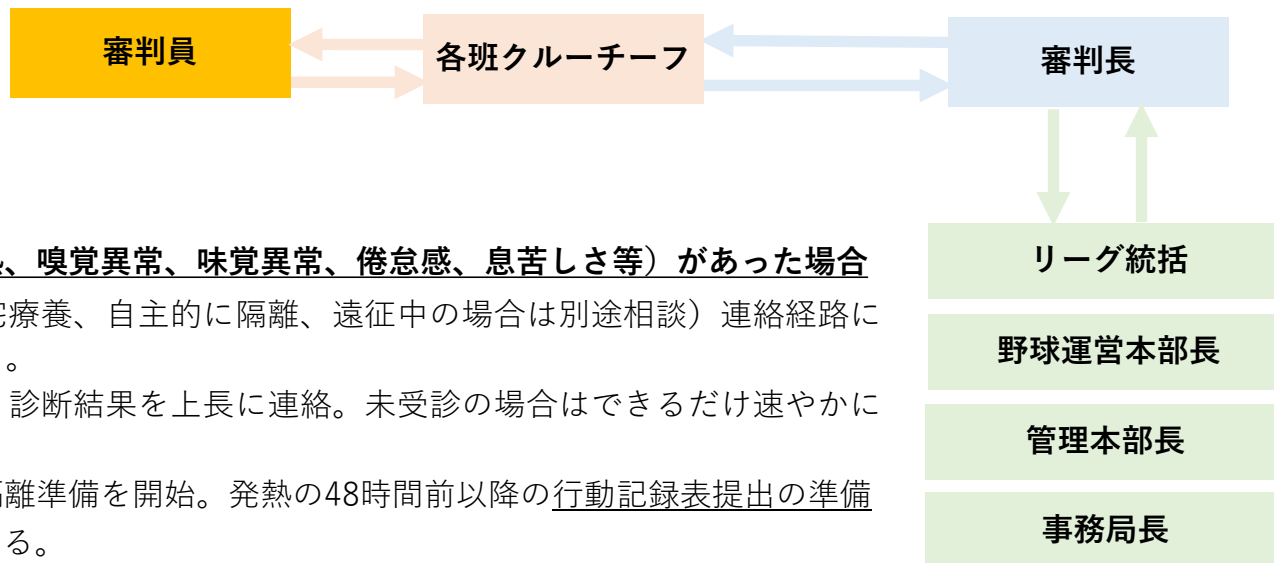 審判員
各班クルーチーフ
審判長
、嗅覚異常、味覚異常、倦怠感、息苦しさ等）があった場合
療養、自主的に隔離、遠征中の場合は別途相談）連絡経路に
。
診断結果を上長に連絡。未受診の場合はできるだけ速やかに
離準備を開始。発熱の48時間前以降の行動記録表提出の準備
る。
リーグ統括
野球運営本部長
管理本部長
事務局長